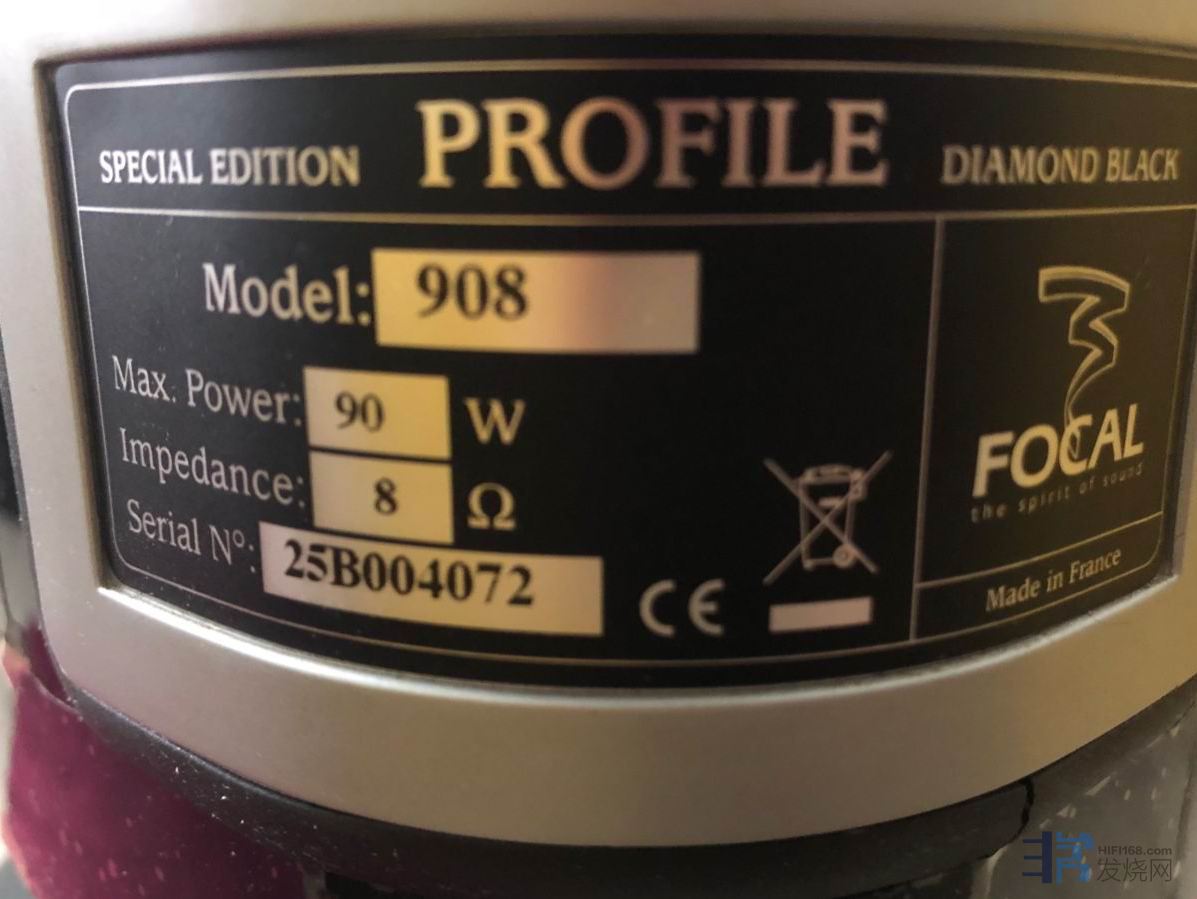 SPECIAL EDITION PROFILE DIAMOND BLACK
Model: 908
Max. Power: 90 W
Impedance: 8 Ω
Serial Nº: 25B004072
CE
FOCAL
the spirit of sound
Made in France
HIFI168.com
发烧网